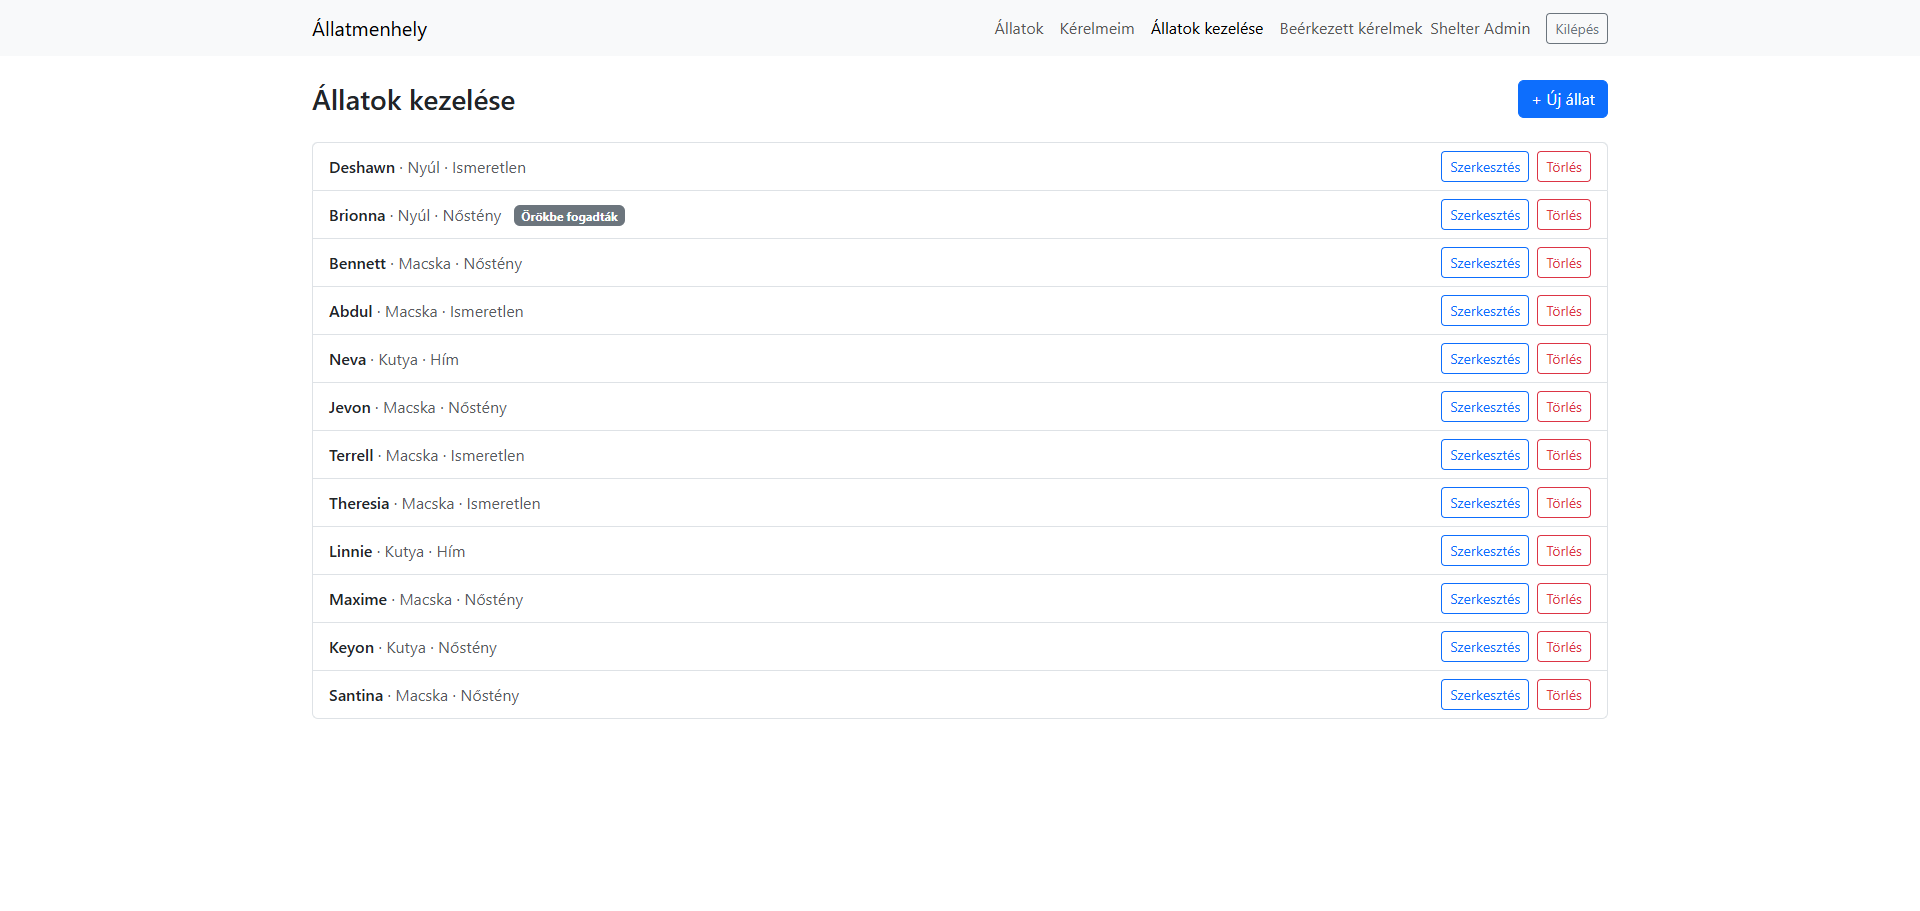 Állatmenhely Állatok Kérelmeim Állatok kezelése Beérkezett kérelmek Shelter Admin Kilépés
Állatok kezelése + Új állat
Deshawn · Nyúl · Ismeretlen Szerkesztés Törlés
Brionna · Nyúl · Nőstény Örökbe fogadták Szerkesztés Törlés
Bennett · Macska · Nőstény Szerkesztés Törlés
Abdul · Macska · Ismeretlen Szerkesztés Törlés
Neva · Kutya · Hím Szerkesztés Törlés
Jevon · Macska · Nőstény Szerkesztés Törlés
Terrell · Macska · Ismeretlen Szerkesztés Törlés
Theresia · Macska · Ismeretlen Szerkesztés Törlés
Linnie · Kutya · Hím Szerkesztés Törlés
Maxime · Macska · Nőstény Szerkesztés Törlés
Keyon · Kutya · Nőstény Szerkesztés Törlés
Santina · Macska · Nőstény Szerkesztés Törlés